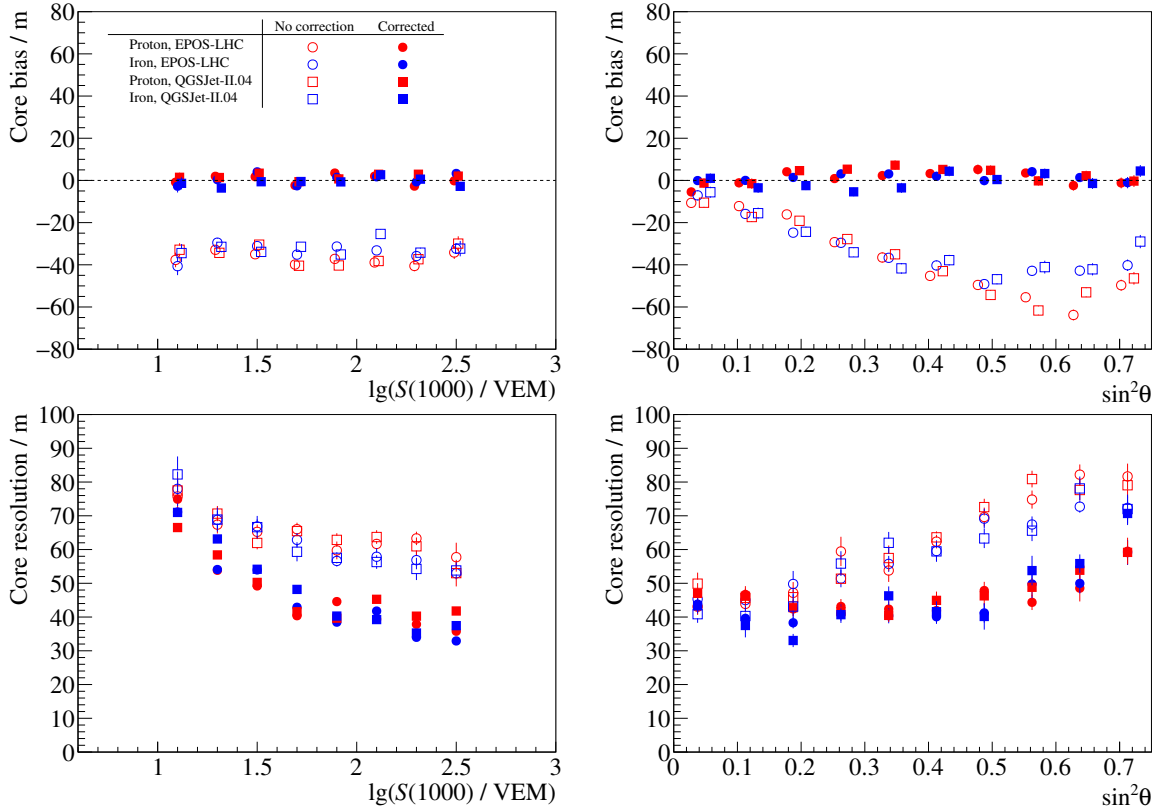 Core bias / m
80
60
40
20
0
−20
−40
−60
−80
No correction Corrected
Proton, EPOS-LHC
Iron, EPOS-LHC
Proton, QGSJet-II.04
Iron, QGSJet-II.04
1 1.5 2 2.5 3
lg(S(1000) / VEM)
Core bias / m
80
60
40
20
0
−20
−40
−60
−80
0 0.1 0.2 0.3 0.4 0.5 0.6 0.7
sin²θ
Core resolution / m
100
90
80
70
60
50
40
30
20
10
0
1 1.5 2 2.5 3
lg(S(1000) / VEM)
Core resolution / m
100
90
80
70
60
50
40
30
20
10
0
0 0.1 0.2 0.3 0.4 0.5 0.6 0.7
sin²θ